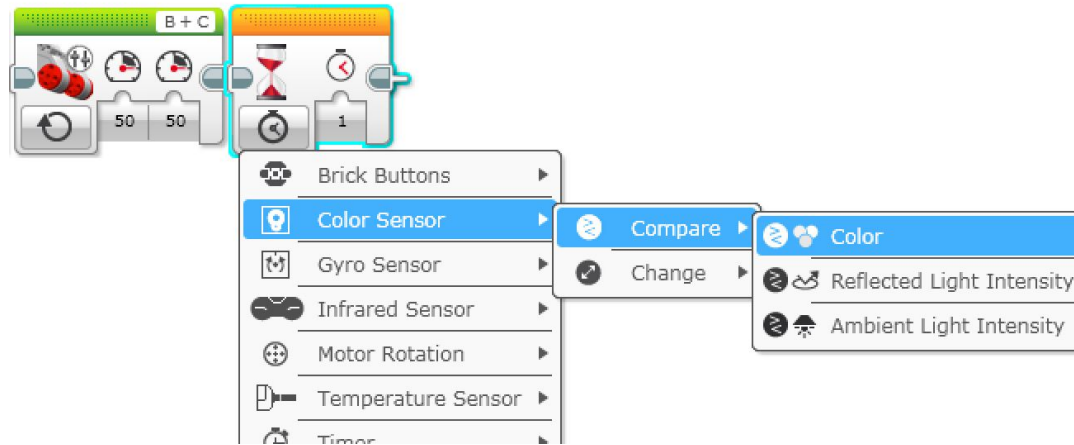 B + C
50 50
1
Brick Buttons
Color Sensor
Compare
Color
Gyro Sensor
Change
Reflected Light Intensity
Infrared Sensor
Ambient Light Intensity
Motor Rotation
Temperature Sensor
Timer